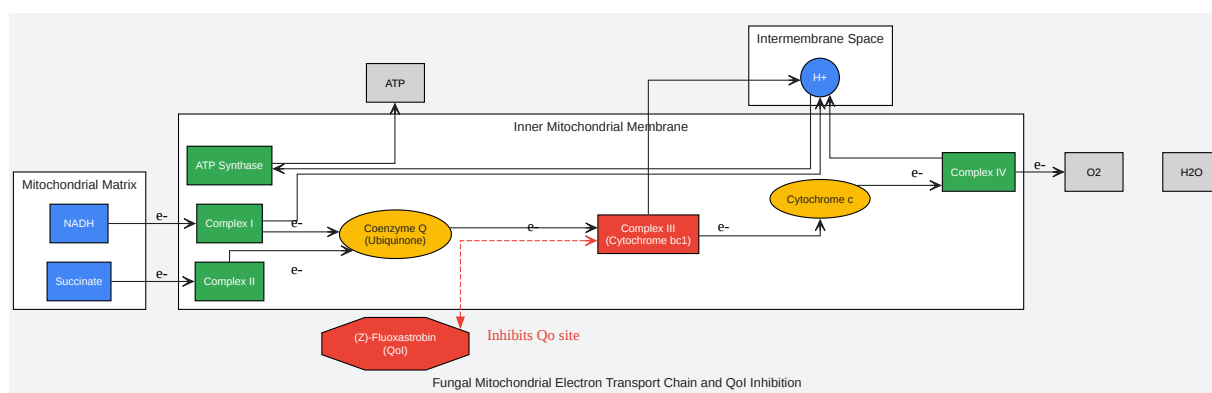 Intermembrane Space
H+
ATP
Inner Mitochondrial Membrane
ATP Synthase
Complex IV
e-
e-
O2
H2O
Mitochondrial Matrix
NADH
e-
Complex I
e-
Coenzyme Q
(Ubiquinone)
e-
Complex III
(Cytochrome bc1)
e-
Cytochrome c
Succinate
e-
Complex II
e-
(Z)-Fluoxastrobin
(QoI)
Inhibits Qo site
Fungal Mitochondrial Electron Transport Chain and QoI Inhibition